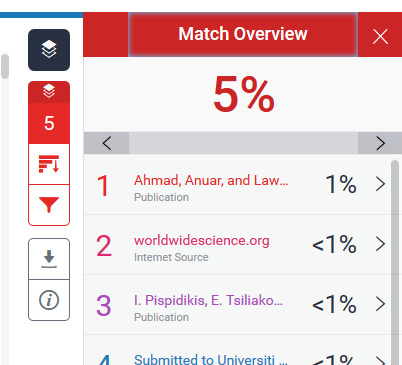 Match Overview
5%
5
1 Ahmad, Anuar, and Law... 1%
Publication
2 worldwidescience.org <1%
Internet Source
3 I. Pispidikis, E. Tsiliako... <1%
Publication
4 Submitted to Universiti ... <1%